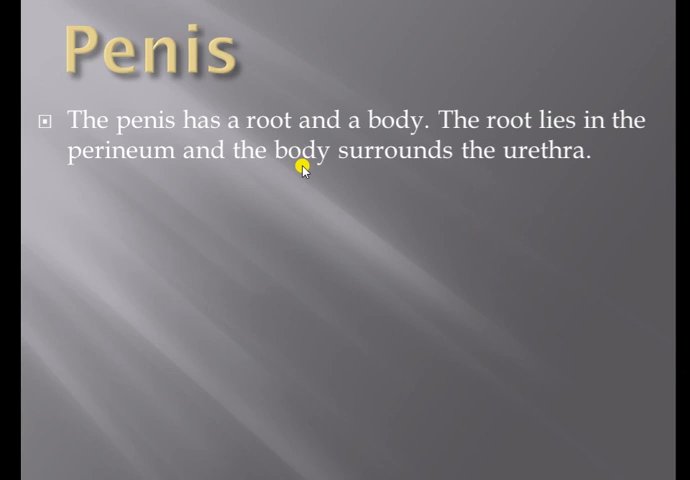 Penis
The penis has a root and a body. The root lies in the
perineum and the body surrounds the urethra.